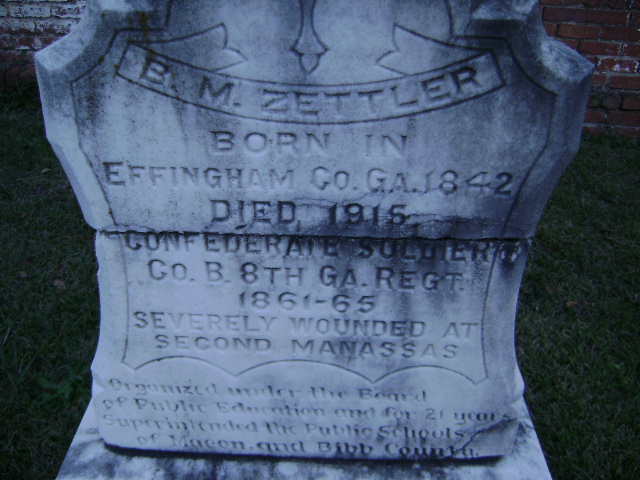 B. M. ZETTLER
BORN IN
EFFINGHAM CO. GA. 1842
DIED 1915
CONFEDERATE SOLDIER
CO. B. 8TH GA. REGT.
1861-65
SEVERELY WOUNDED AT
SECOND MANASSAS
Organized under the Board
of Public Education and for 21 years
Superintended the Public Schools
of Macon and Bibb County.